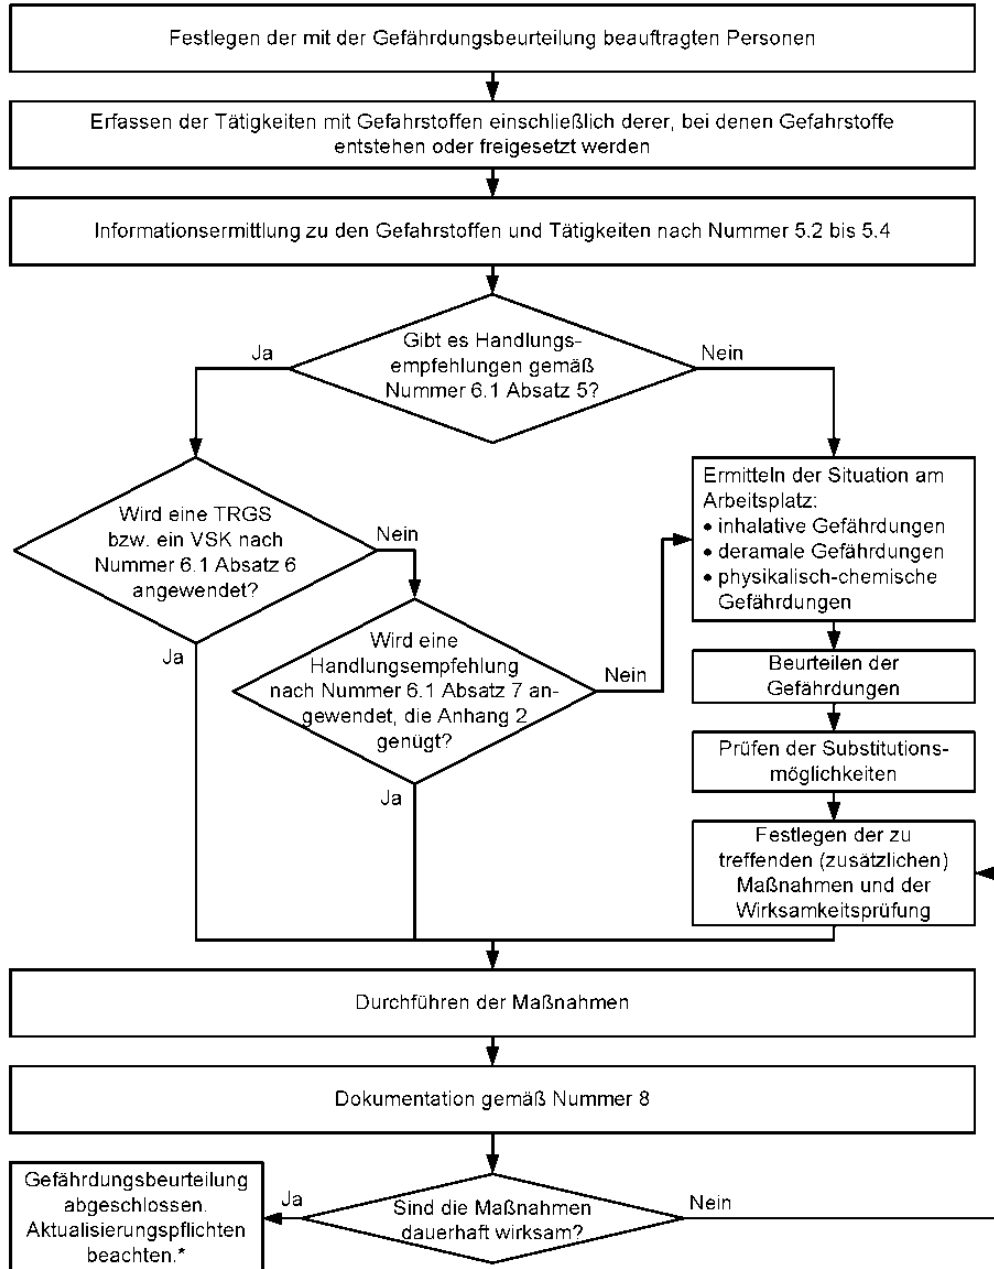 Festlegen der mit der Gefährdungsbeurteilung beauftragten Personen
Erfassen der Tätigkeiten mit Gefahrstoffen einschließlich derer, bei denen Gefahrstoffe
entstehen oder freigesetzt werden
Informationsermittlung zu den Gefahrstoffen und Tätigkeiten nach Nummer 5.2 bis 5.4
Gibt es Handlungs-
empfehlungen gemäß
Nummer 6.1 Absatz 5?
Ja
Nein
Wird eine TRGS
bzw. ein VSK nach
Nummer 6.1 Absatz 6
angewendet?
Nein
Ja
Wird eine
Handlungsempfehlung
nach Nummer 6.1 Absatz 7 an-
gewendet, die Anhang 2
genügt?
Nein
Ja
Ermitteln der Situation am
Arbeitsplatz:
• inhalative Gefährdungen
• deramale Gefährdungen
• physikalisch-chemische
Gefährdungen
Beurteilen der
Gefährdungen
Prüfen der Substitutions-
möglichkeiten
Festlegen der zu
treffenden (zusätzlichen)
Maßnahmen und der
Wirksamkeitsprüfung
Durchführen der Maßnahmen
Dokumentation gemäß Nummer 8
Sind die Maßnahmen
dauerhaft wirksam?
Ja
Nein
Gefährdungsbeurteilung
abgeschlossen.
Aktualisierungspflichten
beachten.*